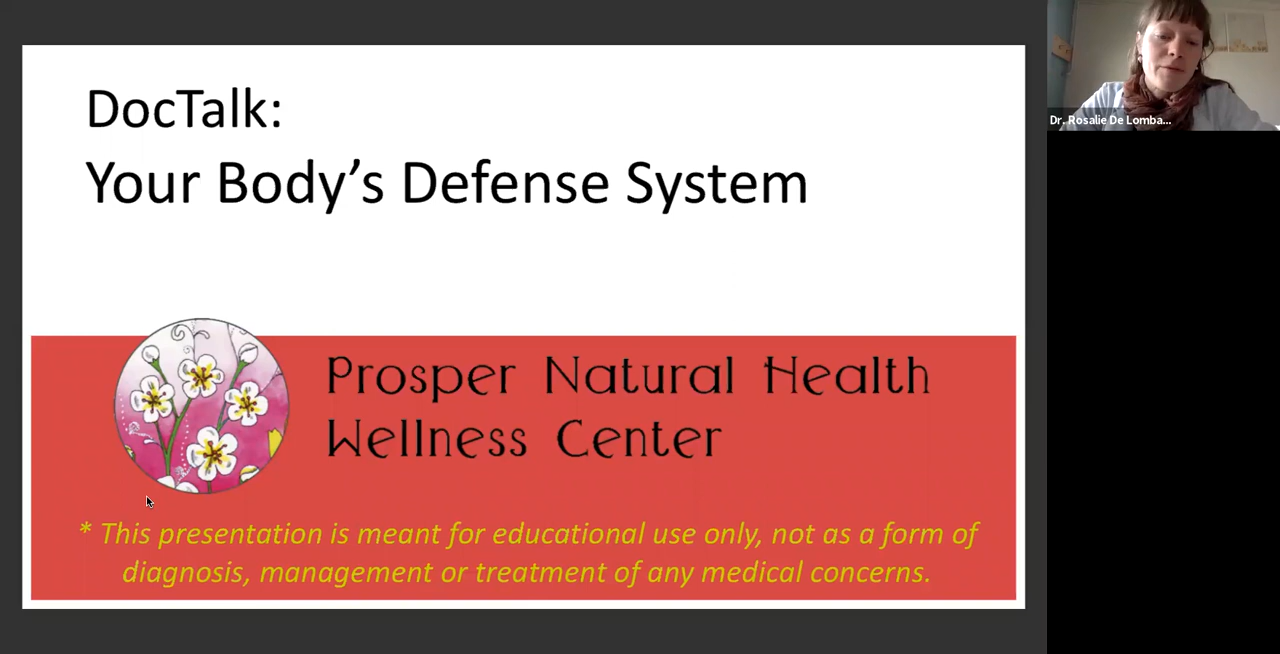 DocTalk:
Your Body’s Defense System
Prosper Natural Health
Wellness Center
* This presentation is meant for educational use only, not as a form of
diagnosis, management or treatment of any medical concerns.
Dr. Rosalie De Lomba...